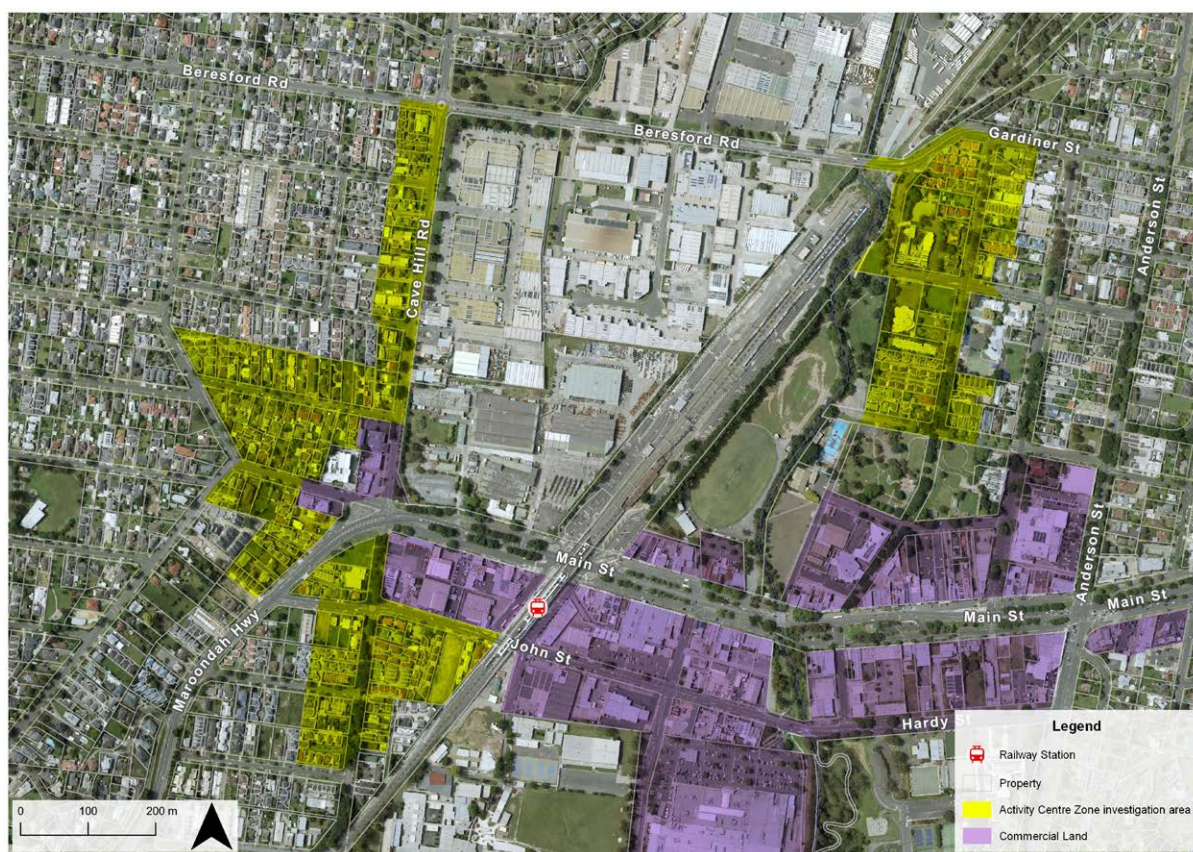 Beresford Rd
Beresford Rd
Gardiner St
Anderson St
Cave Hill Rd
Main St
Anderson St
Main St
Main St
John St
Maroondah Hwy
Hardy St
Legend
Railway Station
Property
Activity Centre Zone investigation area
Commercial Land
0 100 200 m